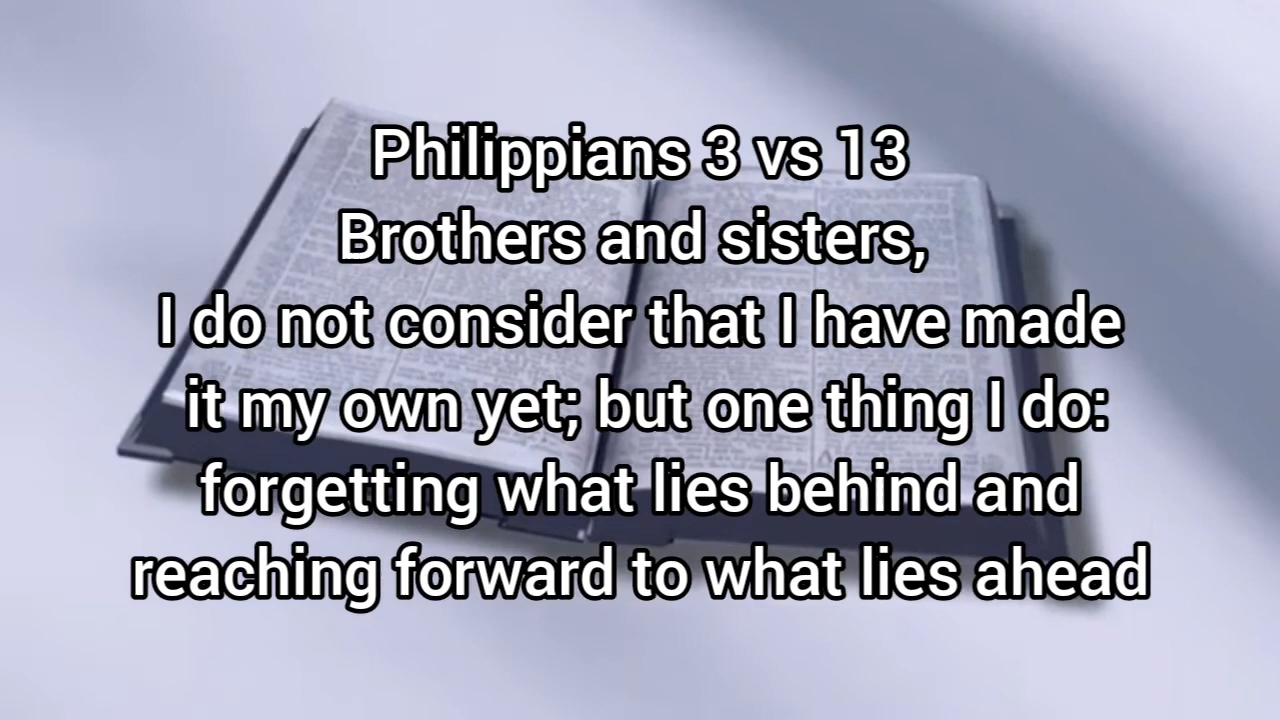 Philippians 3 vs 13
Brothers and sisters,
I do not consider that I have made
it my own yet; but one thing I do:
forgetting what lies behind and
reaching forward to what lies ahead